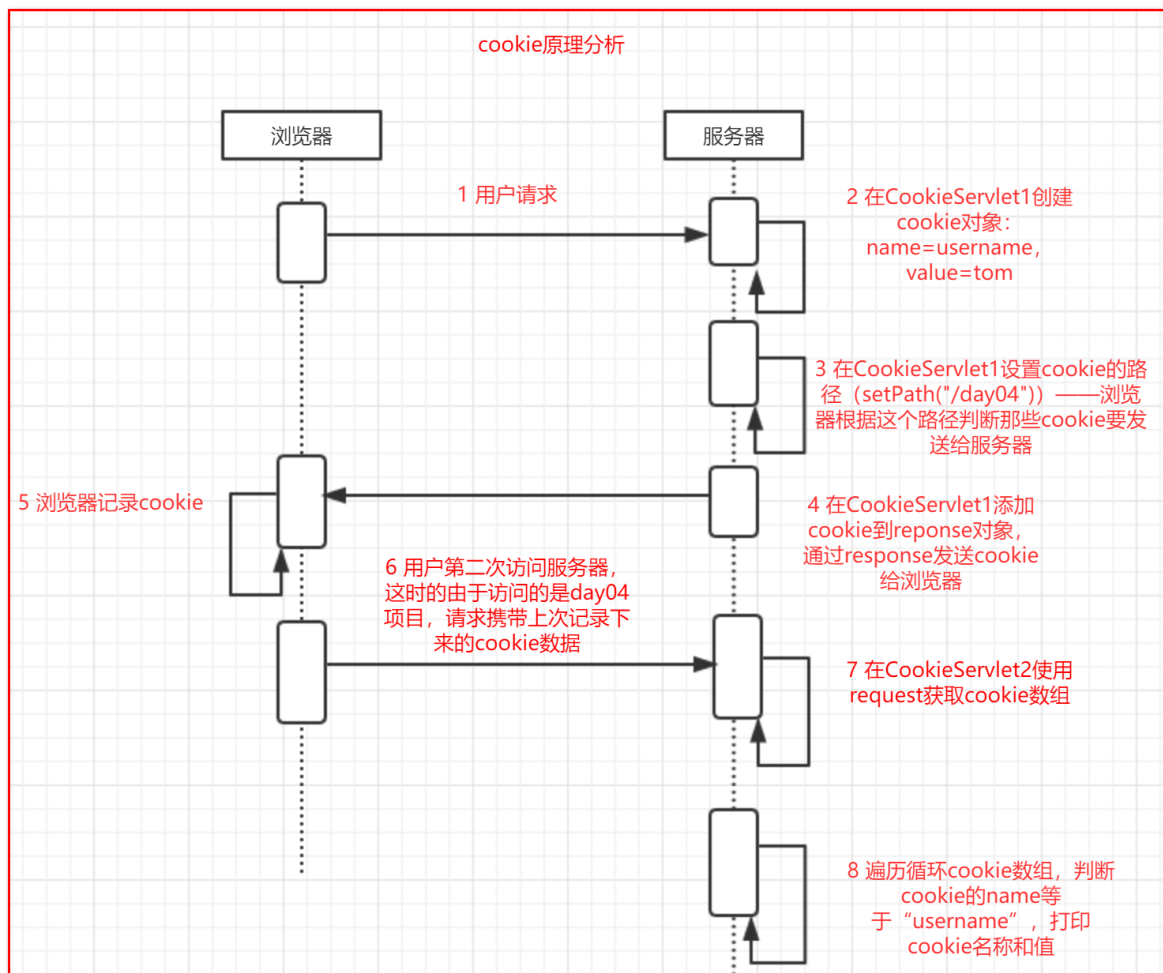 cookie原理分析
浏览器
服务器
1 用户请求
2 在CookieServlet1创建
cookie对象：
name=username，
value=tom
3 在CookieServlet1设置cookie的路
径（setPath("/day04")）——浏览
器根据这个路径判断那些cookie要发
送给服务器
4 在CookieServlet1添加
cookie到reponse对象，
通过response发送cookie
给浏览器
5 浏览器记录cookie
6 用户第二次访问服务器，
这时的由于访问的是day04
项目，请求携带上次记录下
来的cookie数据
7 在CookieServlet2使用
request获取cookie数组
8 遍历循环cookie数组，判断
cookie的name等
于“username”，打印
cookie名称和值